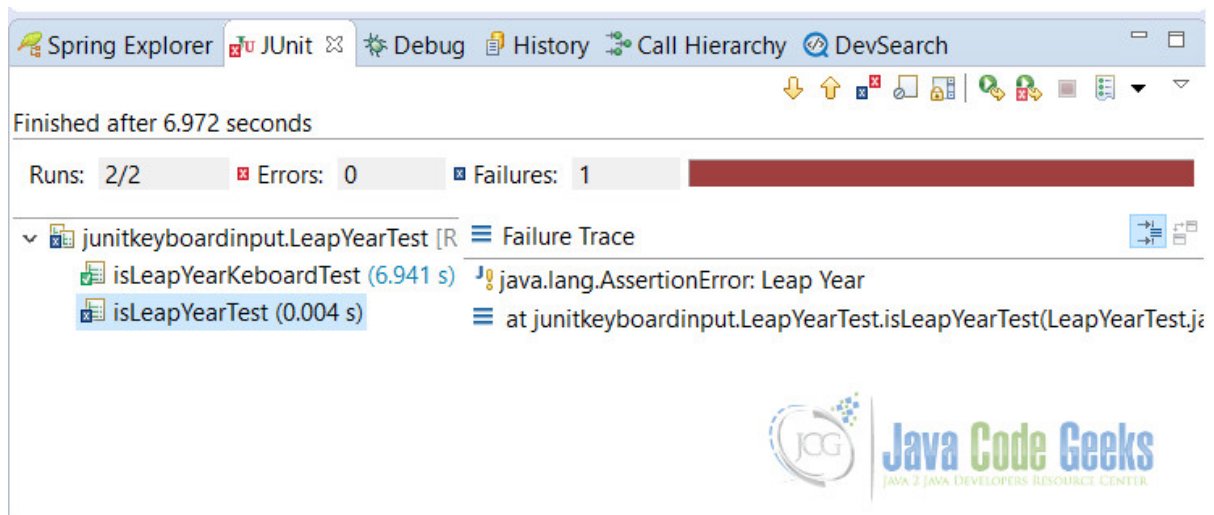 Spring Explorer JUnit Debug History Call Hierarchy DevSearch
Finished after 6.972 seconds
Runs: 2/2 Errors: 0 Failures: 1
junitkeyboardinput.LeapYearTest [R
Failure Trace
isLeapYearKeboardTest (6.941 s)
java.lang.AssertionError: Leap Year
isLeapYearTest (0.004 s)
at junitkeyboardinput.LeapYearTest.isLeapYearTest(LeapYearTest.ja
JCG
Java Code Geeks
JAVA 2 JAVA DEVELOPERS RESOURCE CENTER